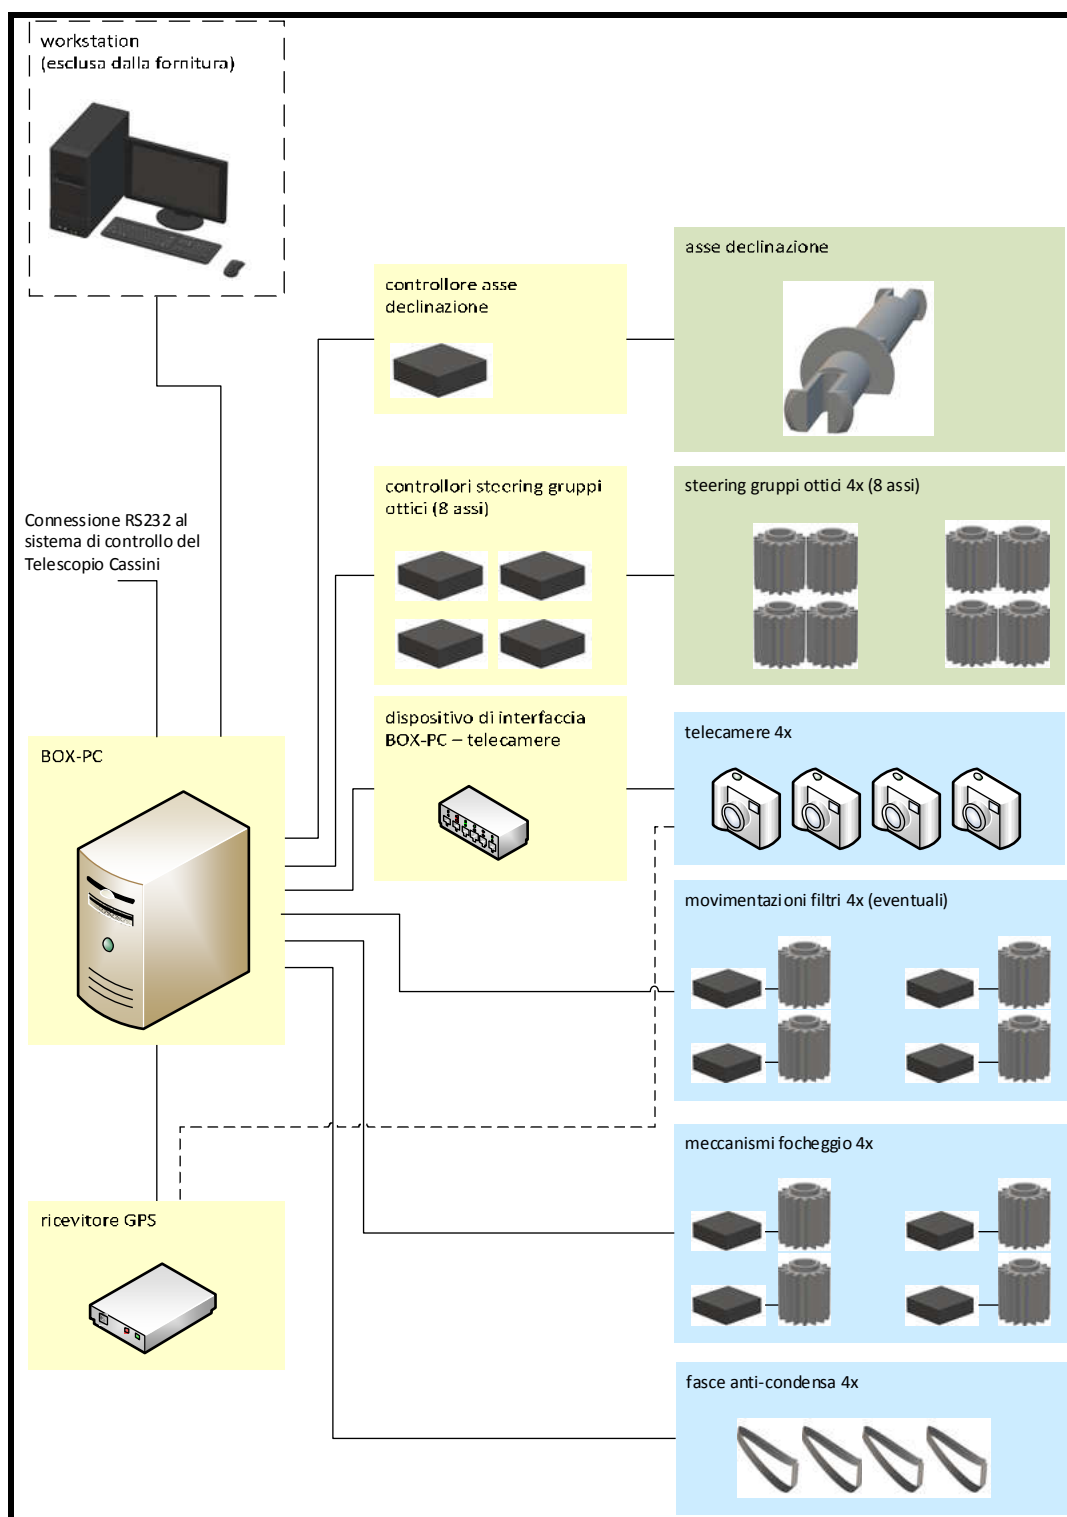 workstation
(esclusa dalla fornitura)
asse declinazione
controllore asse
declinazione
controllori steering gruppi
ottici (8 assi)
steering gruppi ottici 4x (8 assi)
Connessione RS232 al
sistema di controllo del
Telescopio Cassini
dispositivo di interfaccia
BOX-PC – telecamere
telecamere 4x
BOX-PC
movimentazioni filtri 4x (eventuali)
meccanismi focheggio 4x
ricevitore GPS
fasce anti-condensa 4x